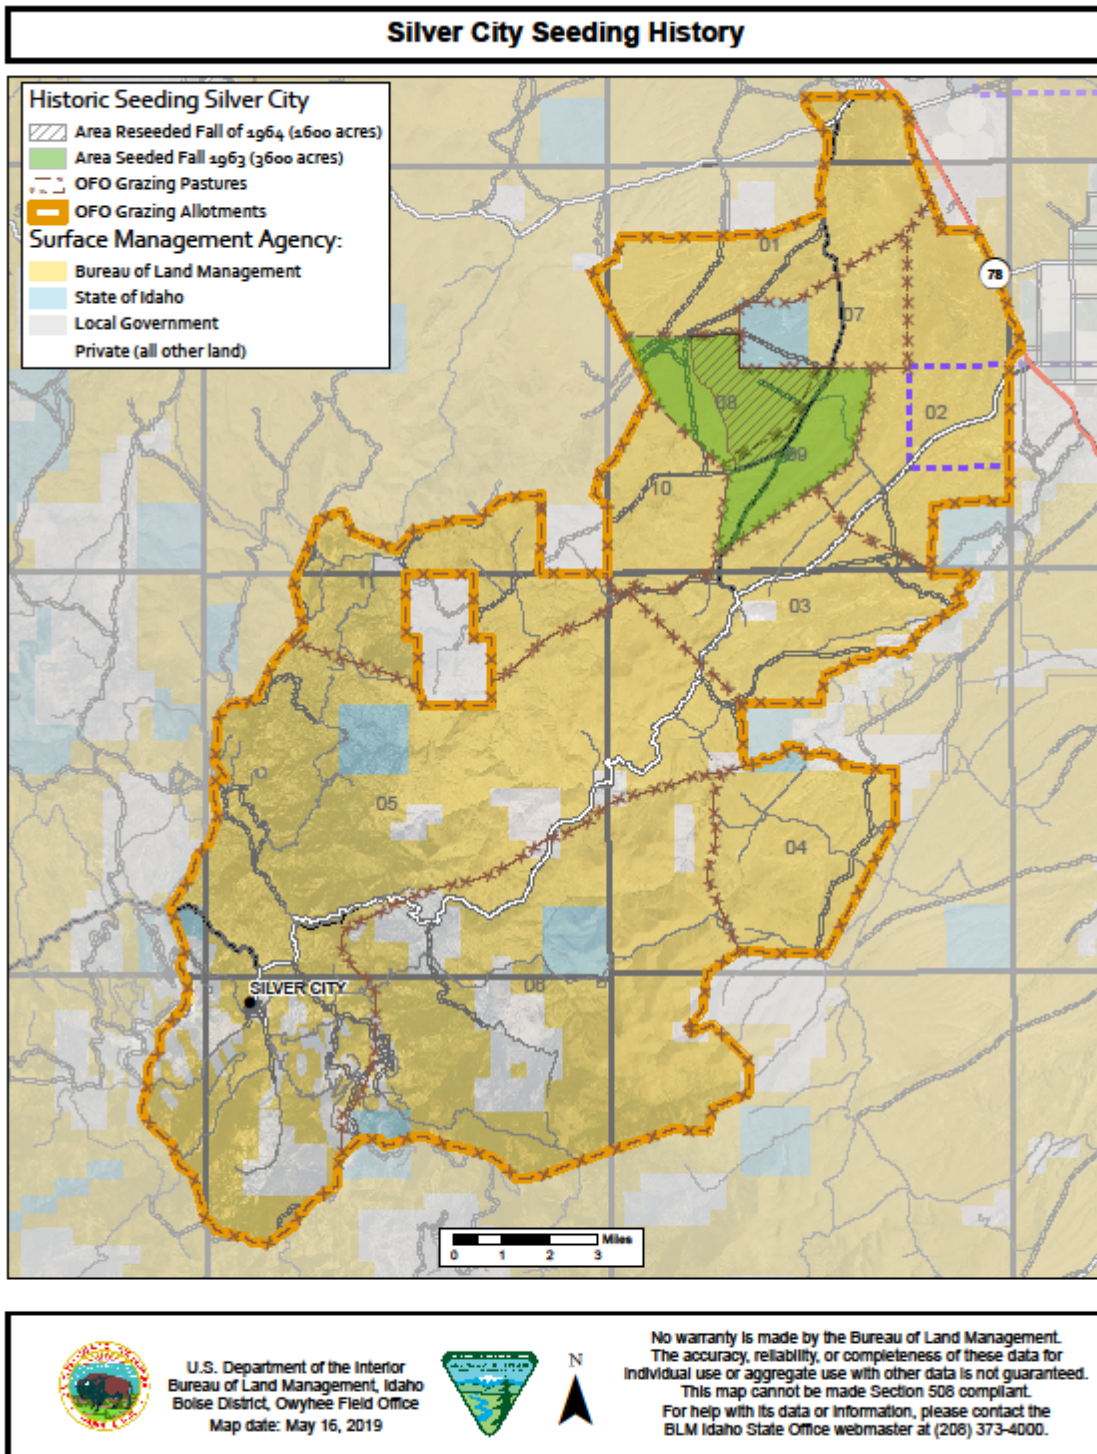 Silver City Seeding History
Historic Seeding Silver City
Area Reseeded Fall of 1964 (1600 acres)
Area Seeded Fall 1963 (3600 acres)
OFO Grazing Pastures
OFO Grazing Allotments
Surface Management Agency:
Bureau of Land Management
State of Idaho
Local Government
Private (all other land)
01
78
07
08
02
09
10
11
03
05
04
SILVER CITY
06
Miles
0 1 2 3
U.S. Department of the Interior
Bureau of Land Management, Idaho
Boise District, Owyhee Field Office
Map date: May 16, 2019
N
No warranty is made by the Bureau of Land Management.
The accuracy, reliability, or completeness of these data for
individual use or aggregate use with other data is not guaranteed.
This map cannot be made Section 508 compliant.
For help with its data or information, please contact the
BLM Idaho State Office webmaster at (208) 373-4000.